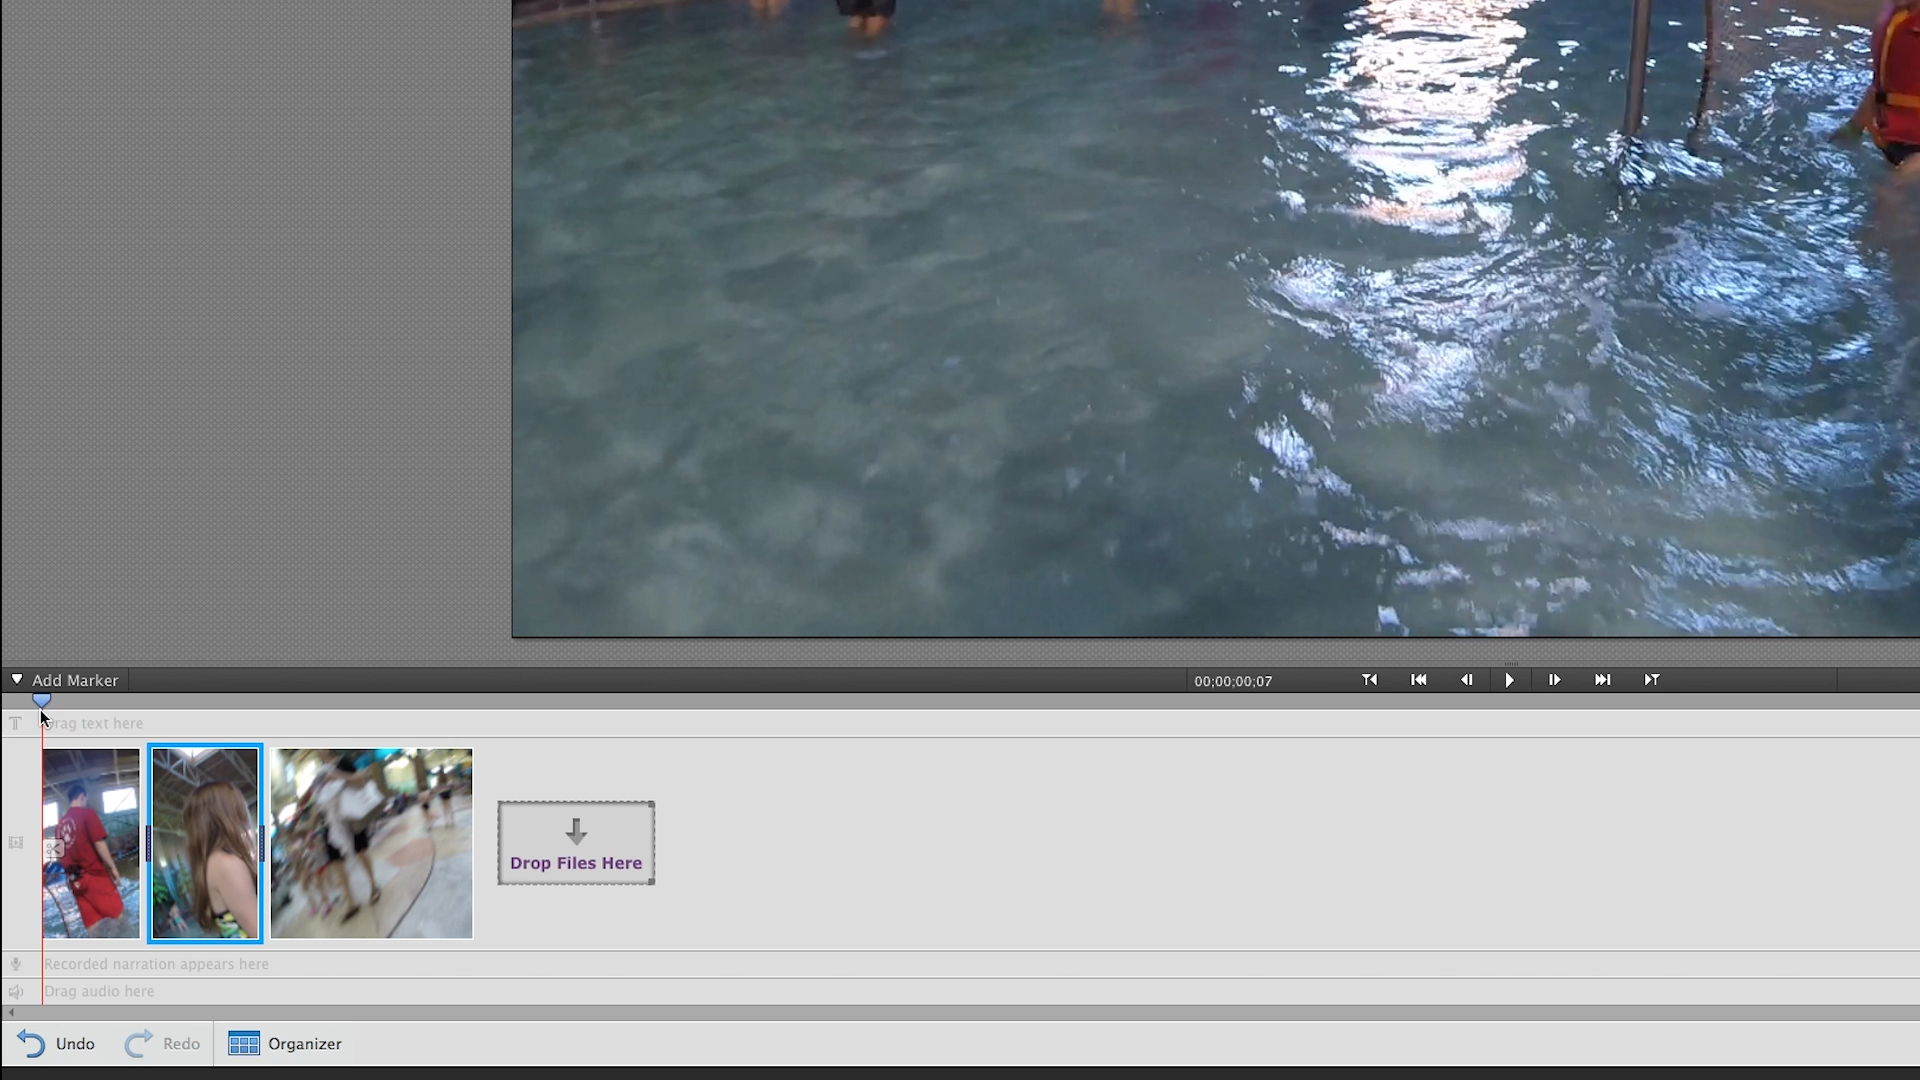 Add Marker
00;00;00;07
T
rag text here
Drop Files Here
Recorded narration appears here
Drag audio here
Undo
Redo
Organizer